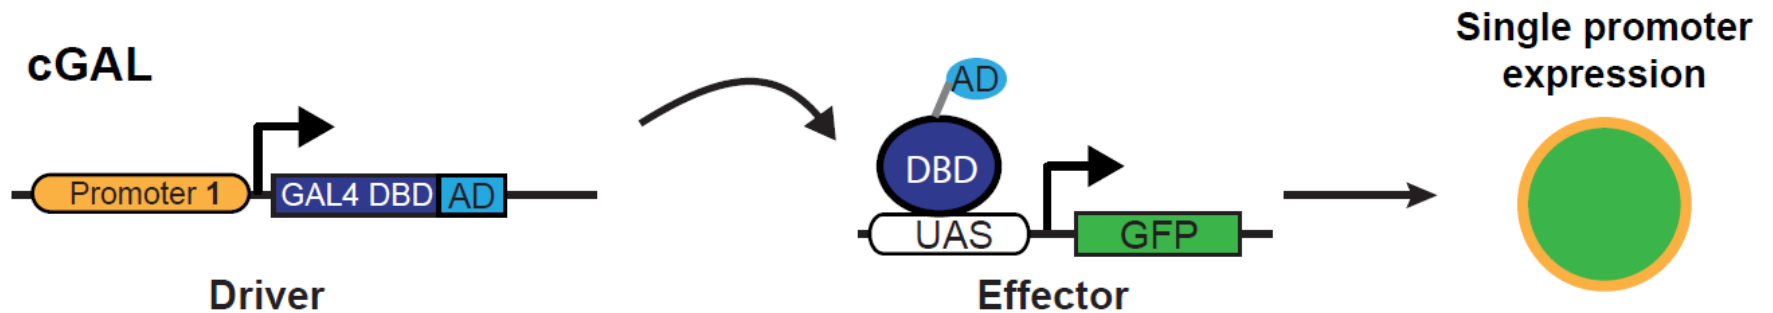 cGAL
Promoter 1
GAL4 DBD
AD
Driver
AD
DBD
UAS
GFP
Effector
Single promoter
expression